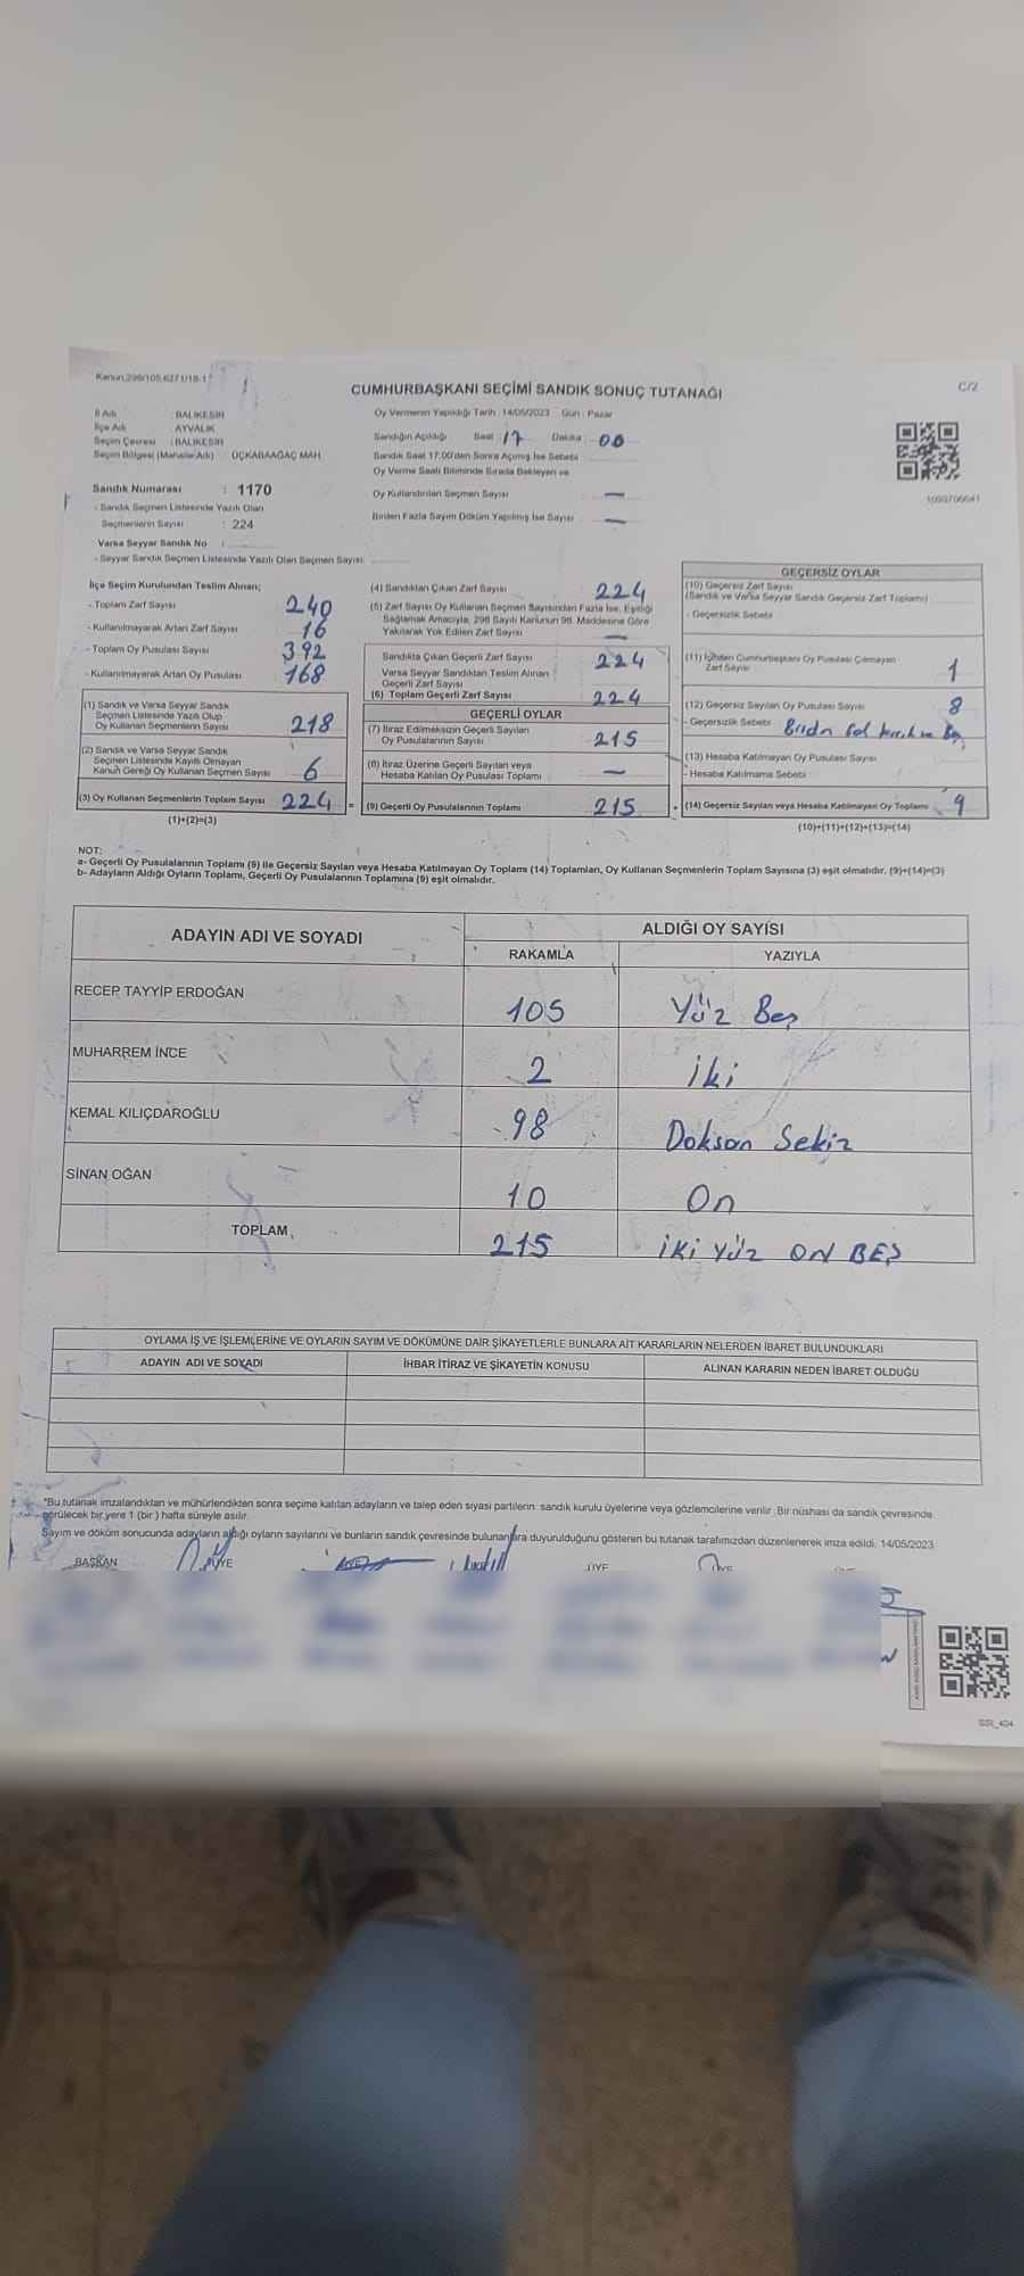 CUMHURBAŞKANI SEÇİMİ SANDIK SONUÇ TUTANAĞI
C/2
İl Adı : BALIKESİR
İlçe Adı : AYVALIK
Seçim Çevresi : BALIKESİR
Seçim Bölgesi (Mahalle Adı) ÜÇKABAAĞAÇ MAH.
Sandık Numarası : 1170
- Sandık Seçmen Listesinde Yazılı Olan
Seçmenlerin Sayısı : 224
Varsa Seyyar Sandık No :
- Seyyar Sandık Seçmen Listesinde Yazılı Olan Seçmen Sayısı
Oy Vermenin Yapıldığı Tarih : 14/05/2023 Gün : Pazar
Sandığın Açıldığı Saat 17 Dakika 00
Sandık Saat 17.00'den Sonra Açımış İse Sebebi
Oy Verme Saati Bitiminde Sırada Bekleyen ve
Oy Kullandırılan Seçmen Sayısı —
Birden Fazla Sayım Döküm Yapılmış İse Sayısı —
İlçe Seçim Kurulundan Teslim Alınan;
- Toplam Zarf Sayısı 240
- Kullanılmayarak Artan Zarf Sayısı 16
- Toplam Oy Pusulası Sayısı 392
- Kullanılmayarak Artan Oy Pusulası 168
(1) Sandık ve Varsa Seyyar Sandık
Seçmen Listesinde Yazılı Olup
Oy Kullanan Seçmenlerin Sayısı 218
(2) Sandık ve Varsa Seyyar Sandık
Seçmen Listesinde Kayıtlı Olmayan
Kanun Gereği Oy Kullanan Seçmen Sayısı 6
(3) Oy Kullanan Seçmenlerin Toplam Sayısı 224 =
(1)+(2)=(3)
(4) Sandıktan Çıkan Zarf Sayısı 224
(5) Zarf Sayısı Oy Kullanan Seçmen Sayısından Fazla İse, Eşitliği
Sağlamak Amacıyla, 298 Sayılı Kanunun 98. Maddesine Göre
Yakılarak Yok Edilen Zarf Sayısı —
Sandıkta Çıkan Geçerli Zarf Sayısı 224
Varsa Seyyar Sandıktan Teslim Alınan
Geçerli Zarf Sayısı
(6) Toplam Geçerli Zarf Sayısı 224
GEÇERLİ OYLAR
(7) İtiraz Edilmeksizin Geçerli Sayılan
Oy Pusulalarının Sayısı 215
(8) İtiraz Üzerine Geçerli Sayılan veya
Hesaba Katılan Oy Pusulası Toplamı —
(9) Geçerli Oy Pusulalarının Toplamı 215 +
GEÇERSİZ OYLAR
(10) Geçersiz Zarf Sayısı
(Sandık ve Varsa Seyyar Sandık Geçersiz Zarf Toplamı)
- Geçersizlik Sebebi
(11) İçinden Cumhurbaşkanı Oy Pusulası Çıkmayan
Zarf Sayısı 1
(12) Geçersiz Sayılan Oy Pusulası Sayısı 8
- Geçersizlik Sebebi
(13) Hesaba Katılmayan Oy Pusulası Sayısı
- Hesaba Katılmama Sebebi
(14) Geçersiz Sayılan veya Hesaba Katılmayan Oy Toplamı 9
(10)+(11)+(12)+(13)=(14)
NOT:
a- Geçerli Oy Pusulalarının Toplamı (9) ile Geçersiz Sayılan veya Hesaba Katılmayan Oy Toplamı (14) Toplamları, Oy Kullanan Seçmenlerin Toplam Sayısına (3) eşit olmalıdır. (9)+(14)=(3)
b- Adayların Aldığı Oyların Toplamı, Geçerli Oy Pusulalarının Toplamına (9) eşit olmalıdır.
ADAYIN ADI VE SOYADI
ALDIĞI OY SAYISI
RAKAMLA YAZIYLA
RECEP TAYYİP ERDOĞAN 105 Yüz Beş
MUHARREM İNCE 2 İki
KEMAL KILIÇDAROĞLU 98 Doksan Sekiz
SİNAN OĞAN 10 On
TOPLAM 215 İKİ YÜZ ON BEŞ
OYLAMA İŞ VE İŞLEMLERİNE VE OYLARIN SAYIM VE DÖKÜMÜNE DAİR ŞİKAYETLERLE BUNLARA AİT KARARLARIN NELERDEN İBARET BULUNDUKLARI
ADAYIN ADI VE SOYADI İHBAR İTİRAZ VE ŞİKAYETİN KONUSU ALINAN KARARIN NEDEN İBARET OLDUĞU
*Bu tutanak imzalandıktan ve mühürlendikten sonra seçime katılan adayların ve talep eden siyasi partilerin sandık kurulu üyelerine veya gözlemcilerine verilir. Bir nüshası da sandık çevresinde
görülecek bir yere 1 (bir) hafta süreyle asılır.
Sayım ve döküm sonucunda adayların aldığı oyların sayılarını ve bunların sandık çevresinde bulunanlara duyurulduğunu gösteren bu tutanak tarafımızdan düzenlenerek imza edildi. 14/05/2023
BAŞKAN ÜYE ÜYE ÜYE ÜYE